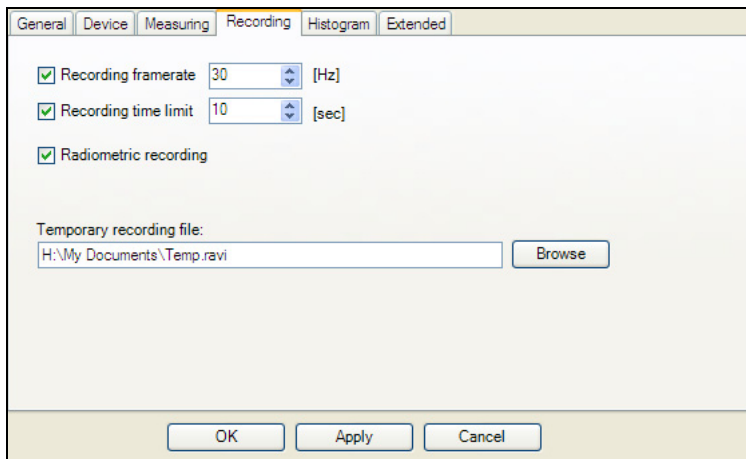 General Device Measuring Recording Histogram Extended
Recording framerate 30 [Hz]
Recording time limit 10 [sec]
Radiometric recording
Temporary recording file:
H:\My Documents\Temp.ravi Browse
OK Apply Cancel